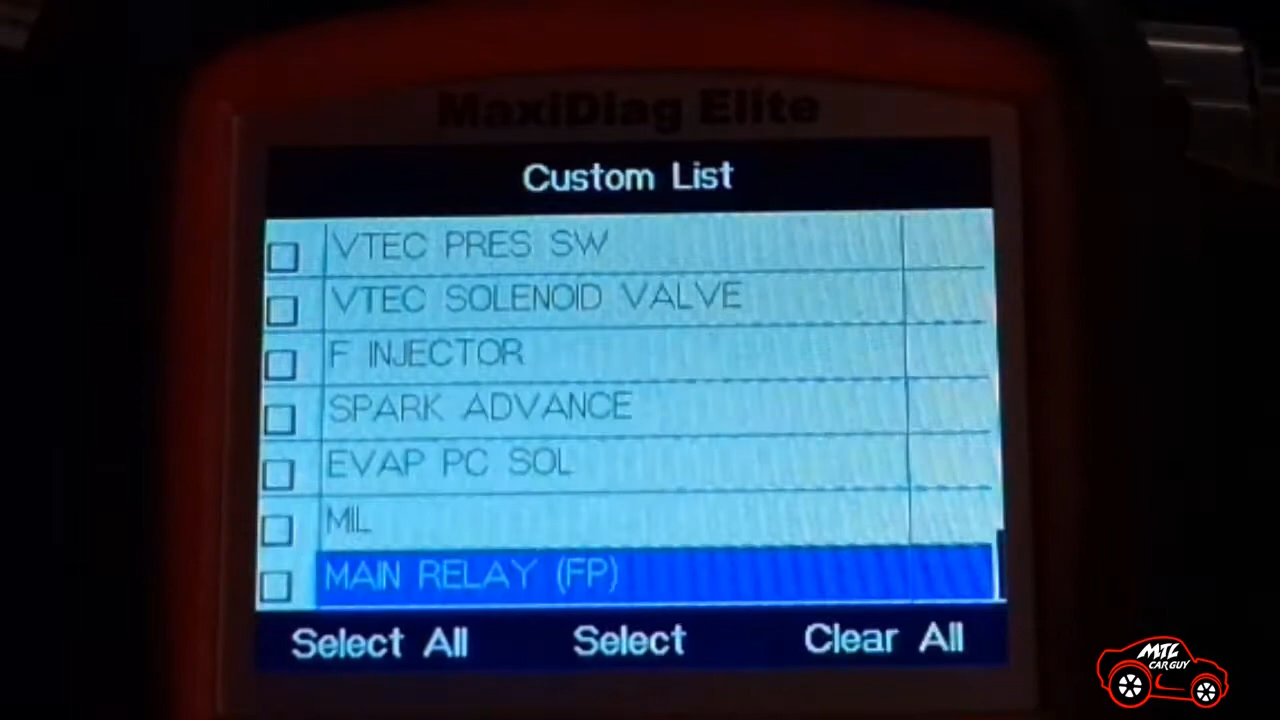 MaxiDiag Elite
Custom List
VTEC PRES SW
VTEC SOLENOID VALVE
F INJECTOR
SPARK ADVANCE
EVAP PC SOL
MIL
MAIN RELAY (FP)
Select All Select Clear All
MTL
CAR GUY